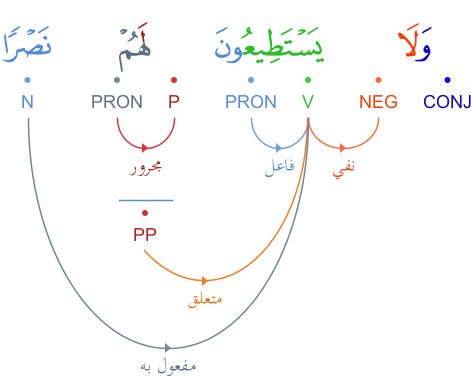 وَلَا يَسْتَطِيعُونَ لَهُمْ نَصْرًا
CONJ NEG V PRON P PRON N
نفي فاعل مجرور
PP
متعلق
مفعول به